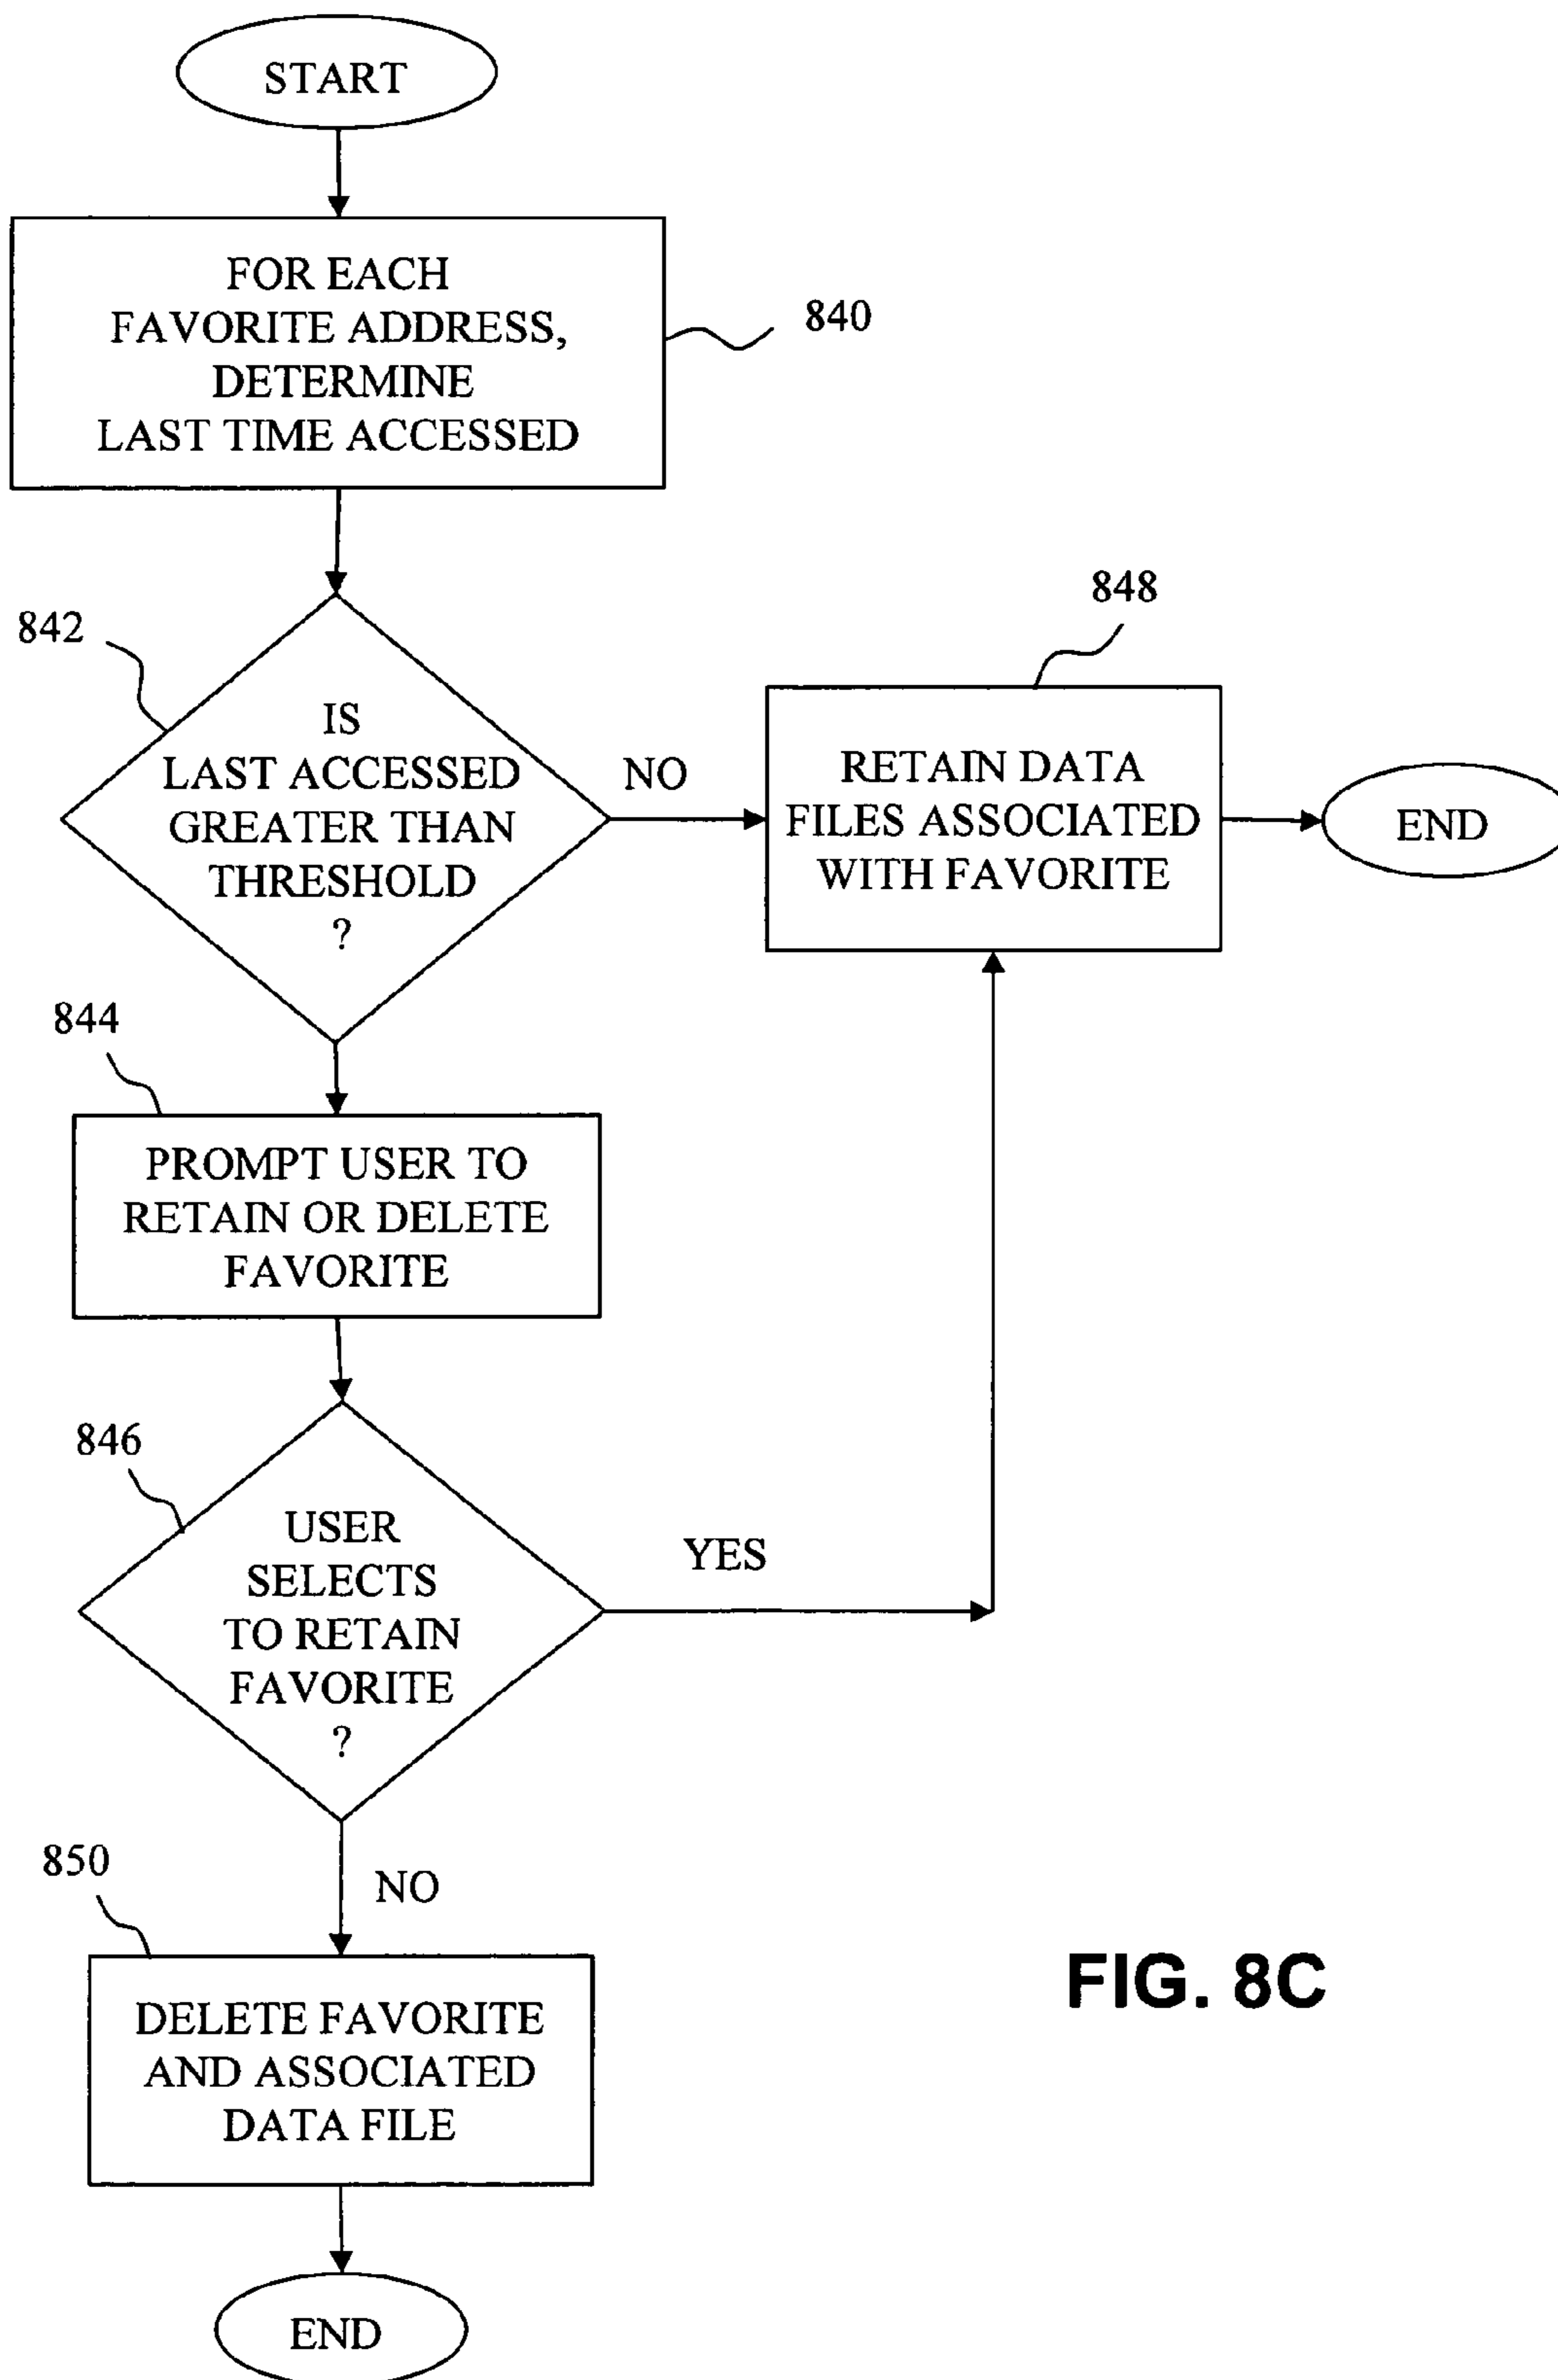 START
FOR EACH
FAVORITE ADDRESS,
DETERMINE
LAST TIME ACCESSED
840
842
IS
LAST ACCESSED
GREATER THAN
THRESHOLD
?
NO
848
RETAIN DATA
FILES ASSOCIATED
WITH FAVORITE
END
844
PROMPT USER TO
RETAIN OR DELETE
FAVORITE
846
USER
SELECTS
TO RETAIN
FAVORITE
?
YES
NO
850
DELETE FAVORITE
AND ASSOCIATED
DATA FILE
END
FIG. 8C